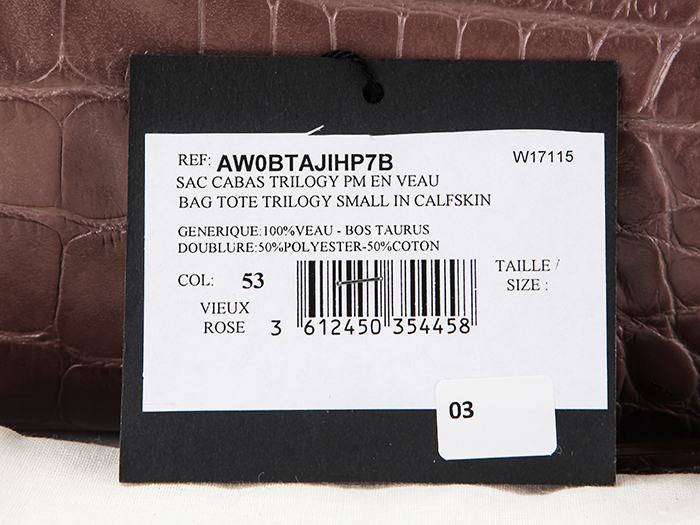 REF: AW0BTAJIHP7B W17115
SAC CABAS TRILOGY PM EN VEAU
BAG TOTE TRILOGY SMALL IN CALFSKIN
GENERIQUE:100%VEAU - BOS TAURUS
DOUBLURE:50%POLYESTER-50%COTON
COL: 53
VIEUX
ROSE
3 612450 354458
TAILLE /
SIZE :
03